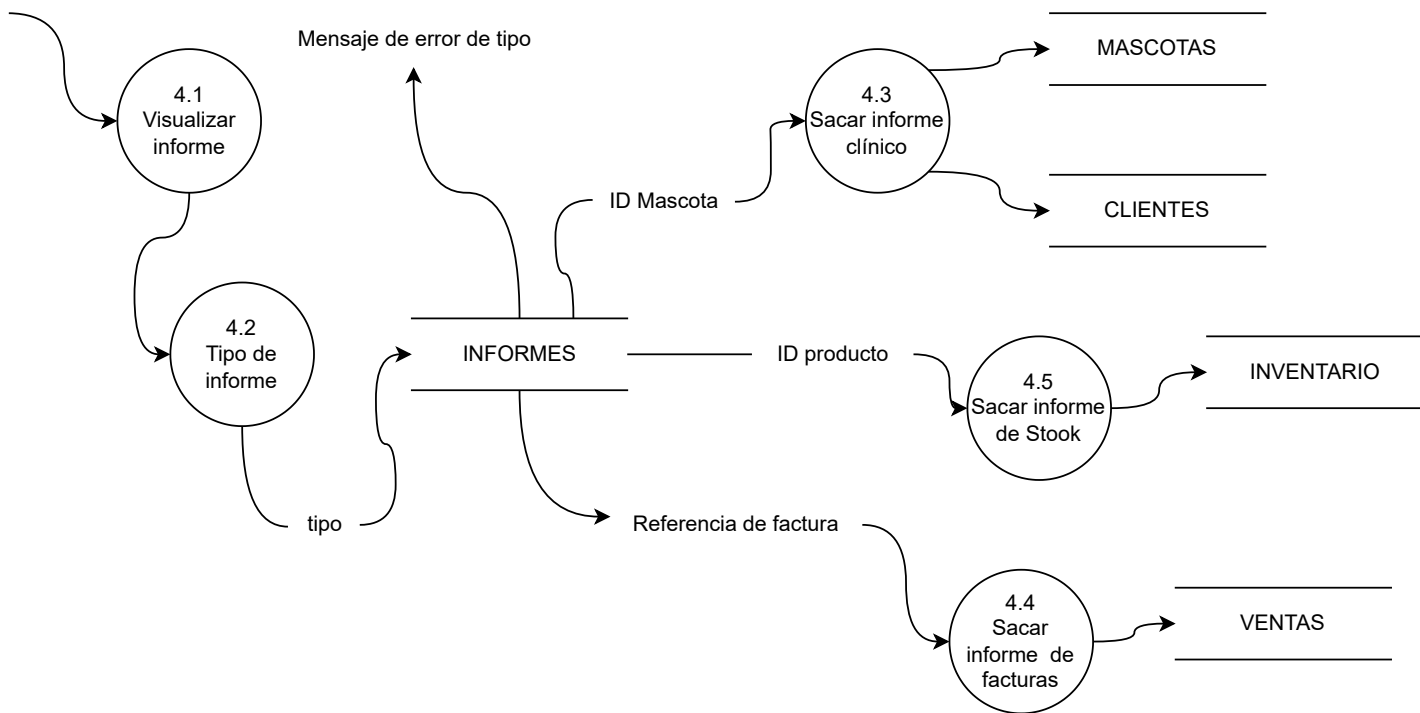 Mensaje de error de tipo
MASCOTAS
4.1
Visualizar
informe
4.3
Sacar informe
clínico
ID Mascota
CLIENTES
4.2
Tipo de
informe
INFORMES
ID producto
4.5
Sacar informe
de Stook
INVENTARIO
tipo
Referencia de factura
4.4
Sacar
informe de
facturas
VENTAS